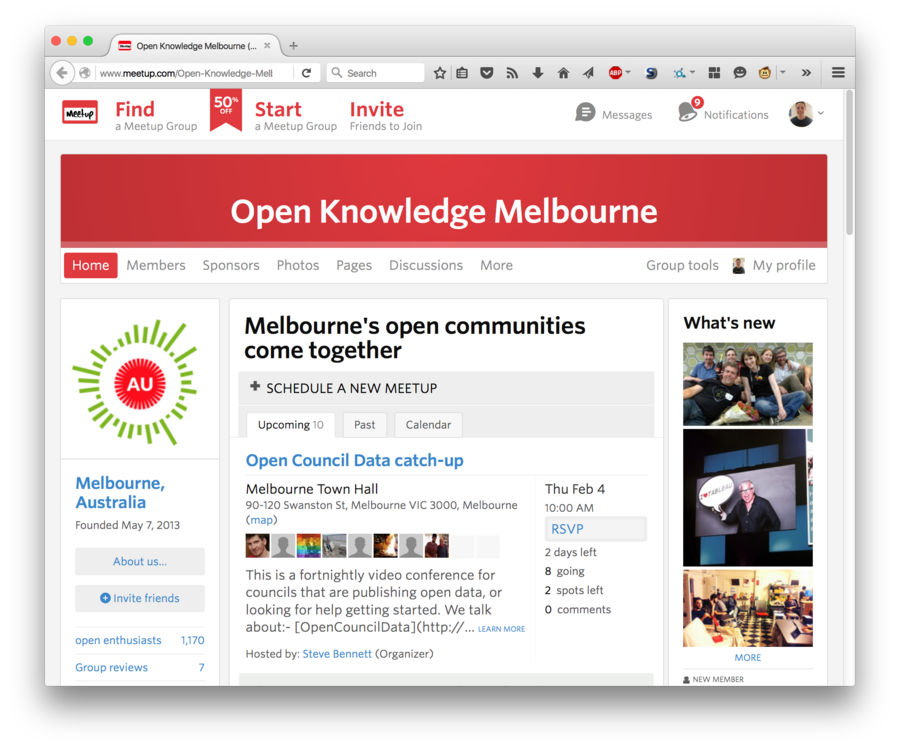 Open Knowledge Melbourne (...
www.meetup.com/Open-Knowledge-Mell
Search
ABP
Meetup
Find
a Meetup Group
50%
OFF
Start
a Meetup Group
Invite
Friends to Join
Messages
9
Notifications
Open Knowledge Melbourne
Home Members Sponsors Photos Pages Discussions More Group tools My profile
AU
Melbourne,
Australia
Founded May 7, 2013
About us...
Invite friends
open enthusiasts 1,170
Group reviews 7
Melbourne's open communities
come together
SCHEDULE A NEW MEETUP
Upcoming 10 Past Calendar
Open Council Data catch-up
Melbourne Town Hall
90-120 Swanston St, Melbourne VIC 3000, Melbourne
(map)
This is a fortnightly video conference for
councils that are publishing open data, or
looking for help getting started. We talk
about:- [OpenCouncilData](http://... LEARN MORE
Hosted by: Steve Bennett (Organizer)
Thu Feb 4
10:00 AM
RSVP
2 days left
8 going
2 spots left
0 comments
What's new
I ♥ TABLEAU
MORE
NEW MEMBER